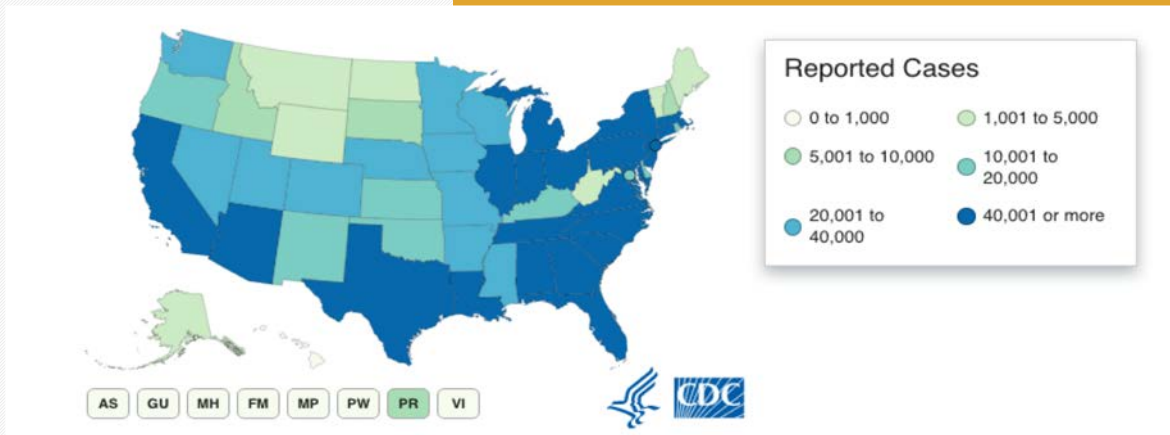 Reported Cases
0 to 1,000
1,001 to 5,000
5,001 to 10,000
10,001 to
20,000
20,001 to
40,000
40,001 or more
AS GU MH FM MP PW PR VI
CDC